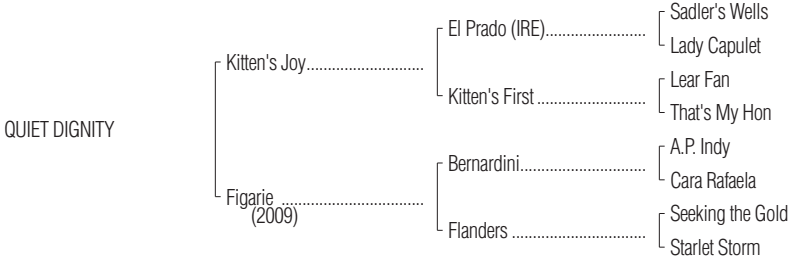 Sadler's Wells
El Prado (IRE)
Lady Capulet
Kitten's Joy
Lear Fan
Kitten's First
That's My Hon
QUIET DIGNITY
A.P. Indy
Bernardini
Cara Rafaela
Figarie
(2009)
Seeking the Gold
Flanders
Starlet Storm